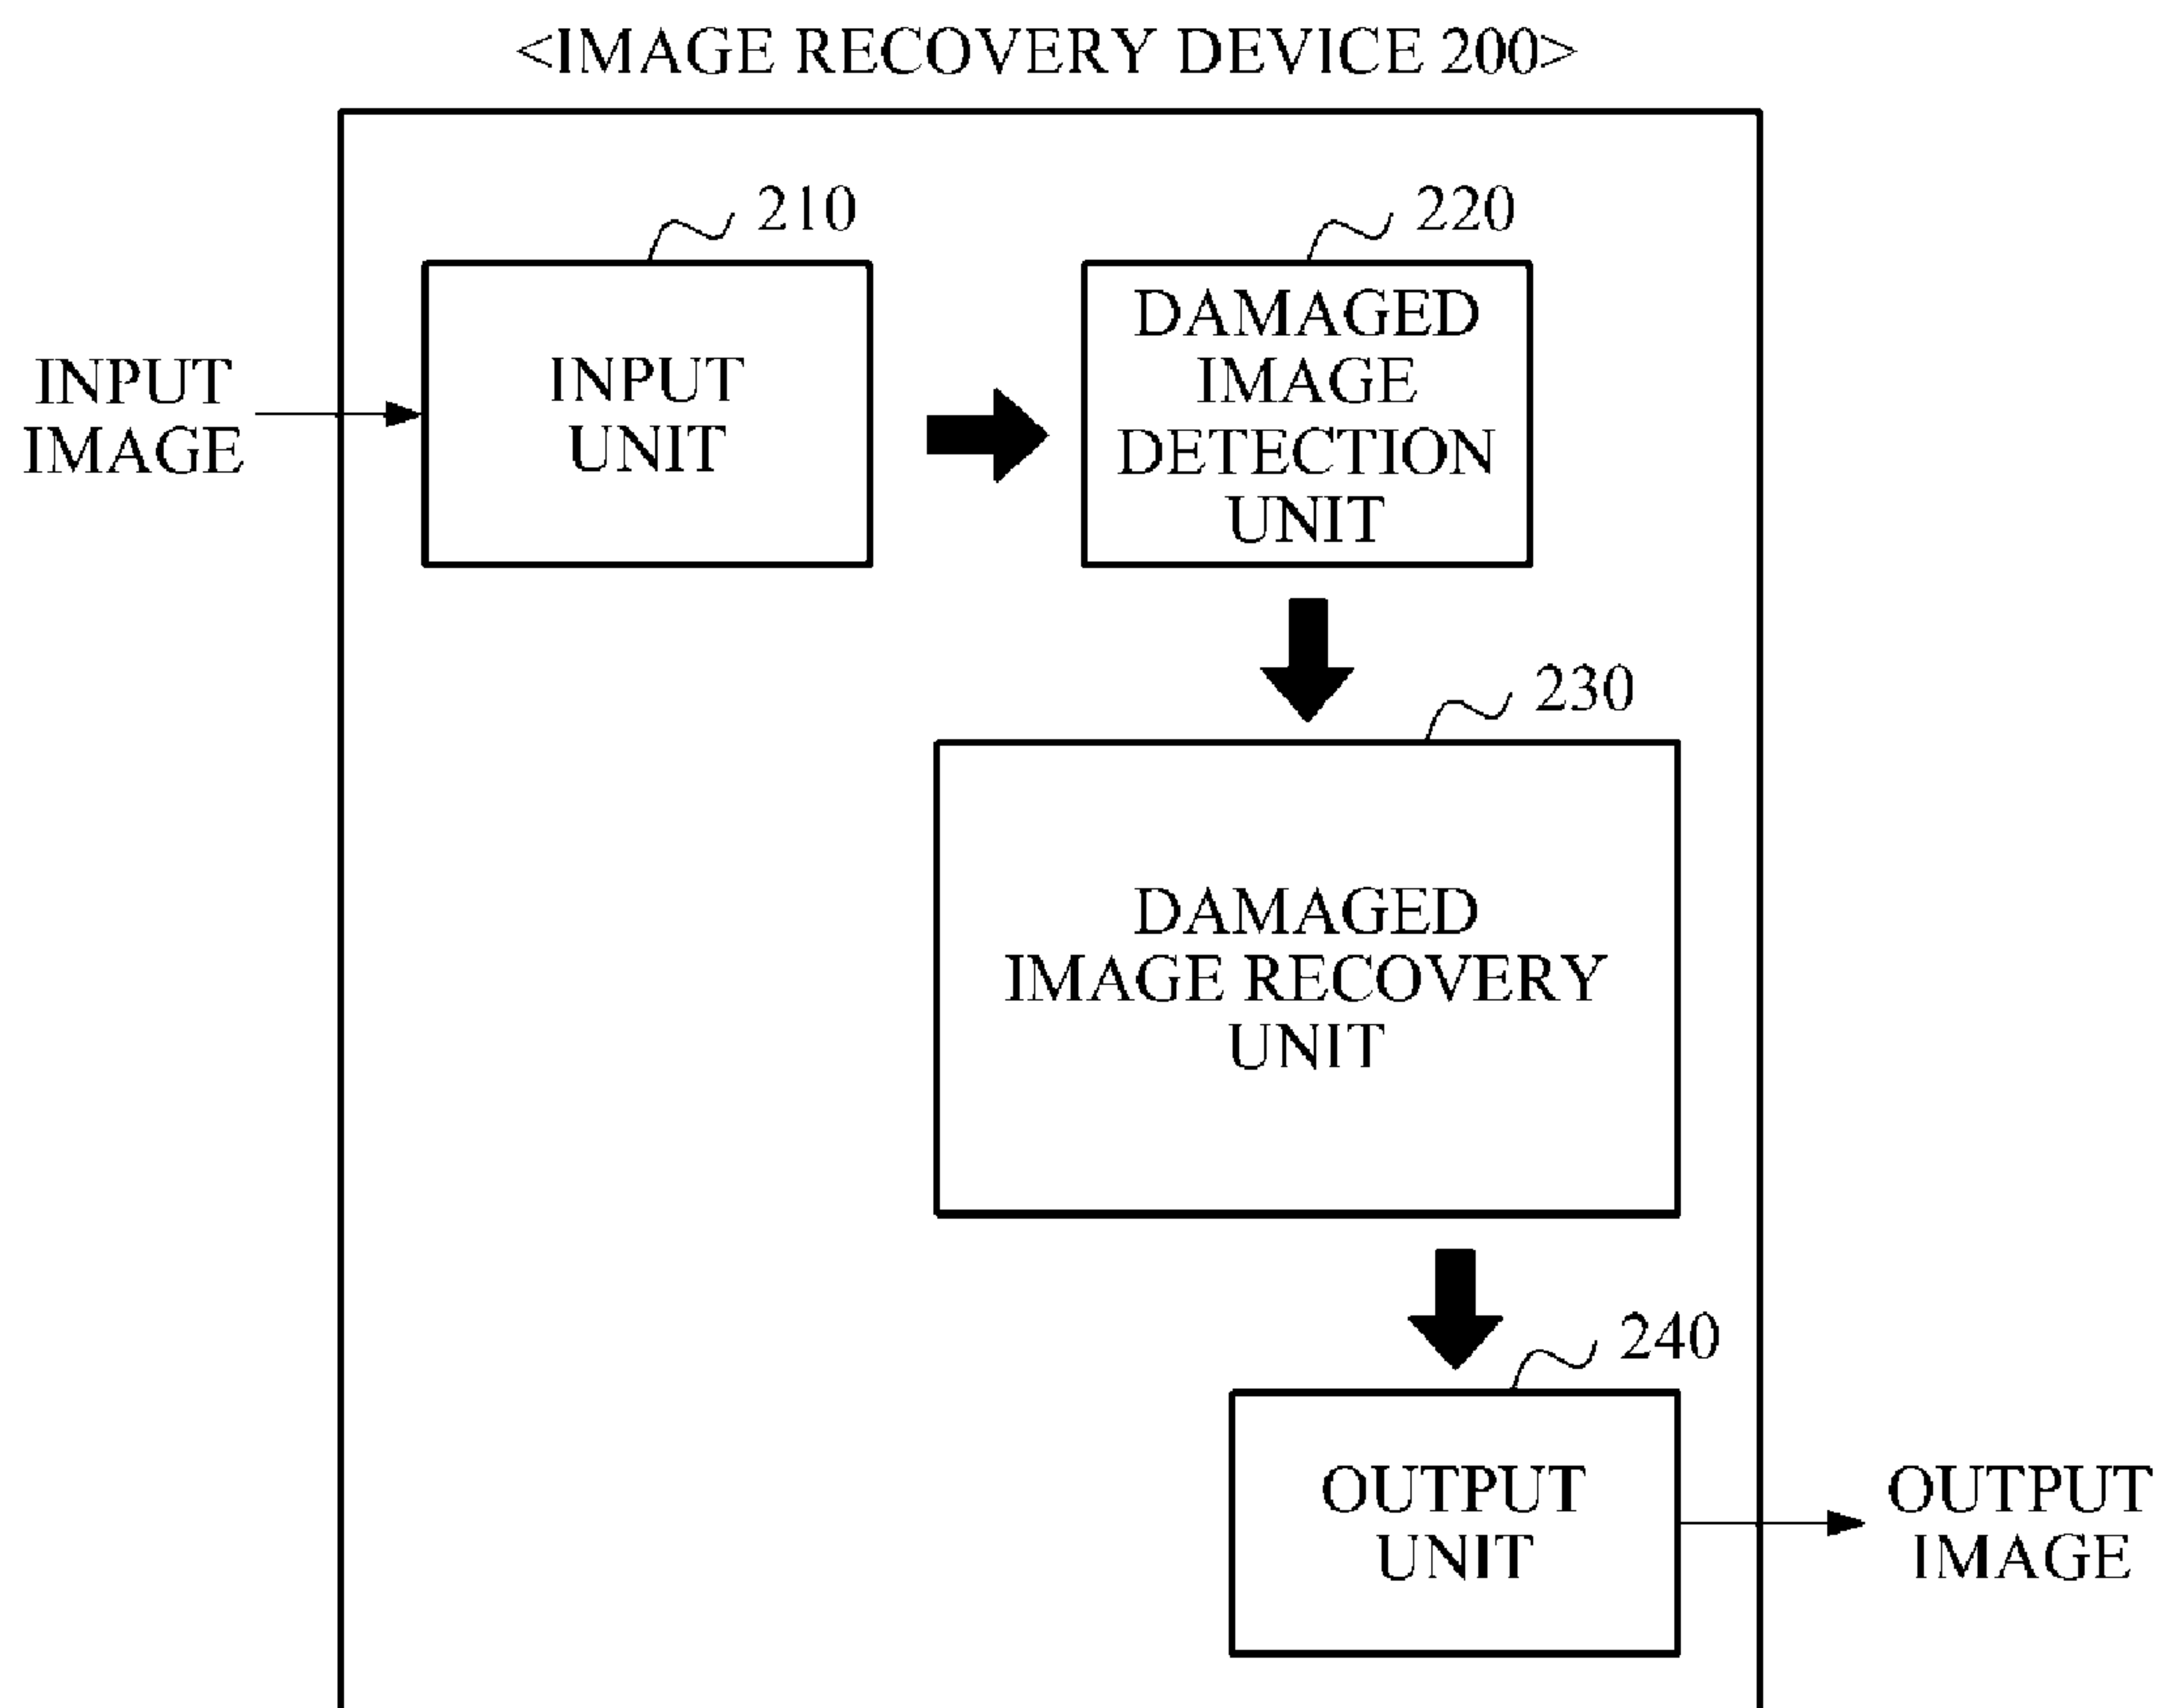 <IMAGE RECOVERY DEVICE 200>
210
220
INPUT
IMAGE
INPUT
UNIT
DAMAGED
IMAGE
DETECTION
UNIT
230
DAMAGED
IMAGE RECOVERY
UNIT
240
OUTPUT
UNIT
OUTPUT
IMAGE